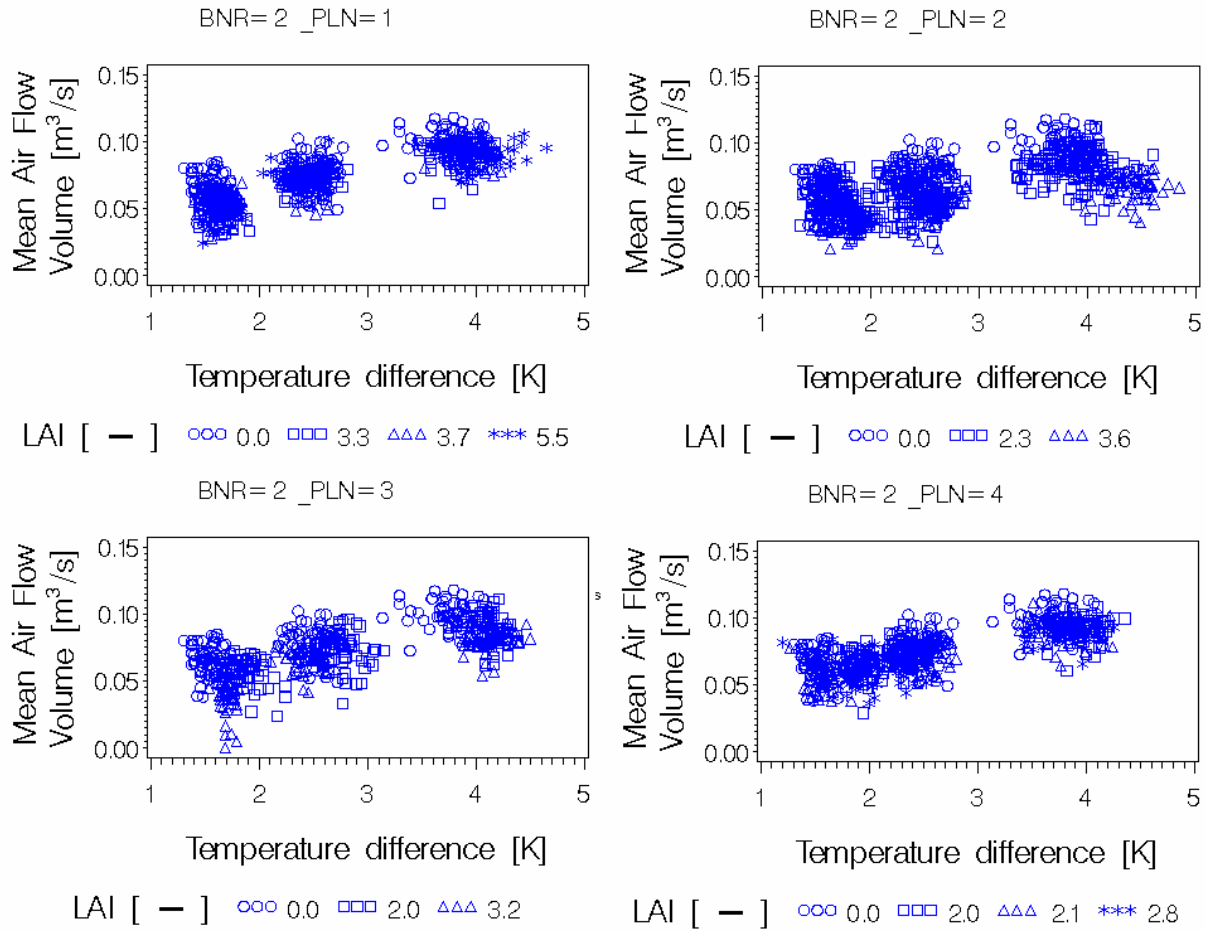 BNR=2 _PLN=1
Mean Air Flow
Volume [m³/s]
0.15
0.10
0.05
0.00
1 2 3 4 5
Temperature difference [K]
LAI [ — ] 0.0 3.3 3.7 5.5
BNR=2 _PLN=2
Mean Air Flow
Volume [m³/s]
0.15
0.10
0.05
0.00
1 2 3 4 5
Temperature difference [K]
LAI [ — ] 0.0 2.3 3.6
BNR=2 _PLN=3
Mean Air Flow
Volume [m³/s]
0.15
0.10
0.05
0.00
1 2 3 4 5
Temperature difference [K]
LAI [ — ] 0.0 2.0 3.2
s
BNR=2 _PLN=4
Mean Air Flow
Volume [m³/s]
0.15
0.10
0.05
0.00
1 2 3 4 5
Temperature difference [K]
LAI [ — ] 0.0 2.0 2.1 2.8